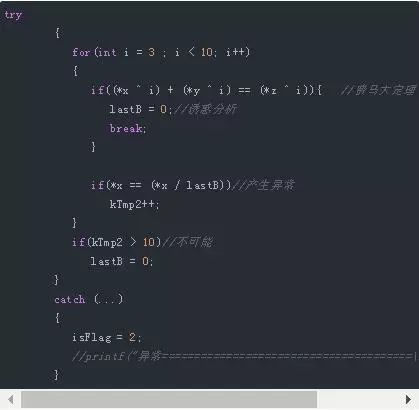 try
{
for(int i = 3 ; i < 10; i++)
{
if((*x ^ i) + (*y ^ i) == (*z ^ i)){ //费马大定理
lastB = 0;//诱惑分析
break;
}
if(*x == (*x / lastB))//产生异常
kTmp2++;
}
if(kTmp2 > 10)//不可能
lastB = 0;
}
catch (...)
{
isFlag = 2;
//printf("异常======================================\
}